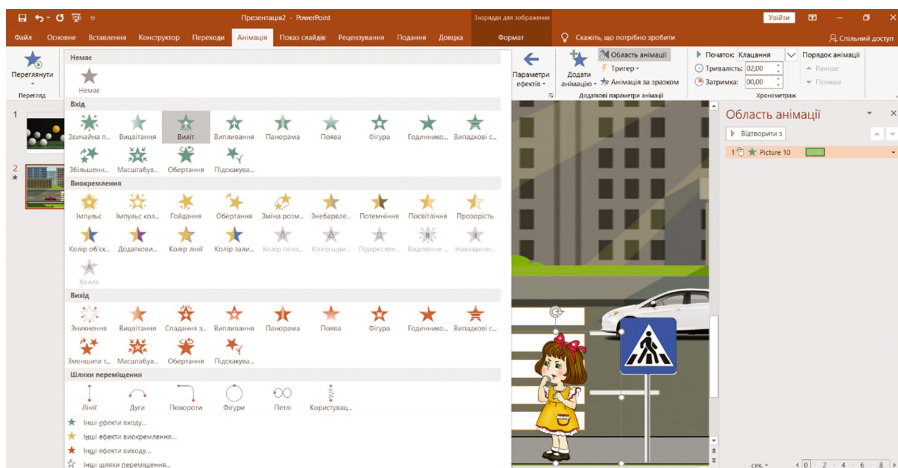 Презентація2 - PowerPoint
Знаряддя для зображення
Увійти
Файл Основне Вставлення Конструктор Переходи Анімація Показ слайдів Рецензування Подання Довідка Формат Скажіть, що потрібно зробити Спільний доступ
Переглянути
Перегляд
Немає
Немає
Вхід
Звичайна п... Вицвітання Виліт Випливання Панорама Поява Фігура Годиннико... Випадкові с...
Збільшенн... Масштабув... Обертання Підскакува...
Виокремлення
Імпульс Імпульс кол... Гойдання Обертання Зміна розм... Знебарвле... Потемніння Посвітління Прозорість
Колір об'єк... Додаткови... Колір лінії Колір зали... Колір пенз... Колір шри... Підкреслен... Виділення ... Накладенн...
Хвиля
Вихід
Зникнення Вицвітання Спадання з... Випливання Панорама Поява Фігура Годиннико... Випадкові с...
Зменшити т... Масштабув... Обертання Підскакува...
Шляхи переміщення
Лінії Дуги Повороти Фігури Петлі Користувац...
Інші ефекти входу...
Інші ефекти виокремлення...
Інші ефекти виходу...
Інші шляхи переміщення...
Параметри ефектів
Додати анімацію
Область анімації
Тригер
Анімація за зразком
Додаткові параметри анімації
Початок: Клацання
Тривалість: 02,00
Затримка: 00,00
Порядок анімації
Раніше
Пізніше
Хронометраж
1
2
Область анімації
Відтворити з
1 Picture 10
сек. 0 2 4 6 8